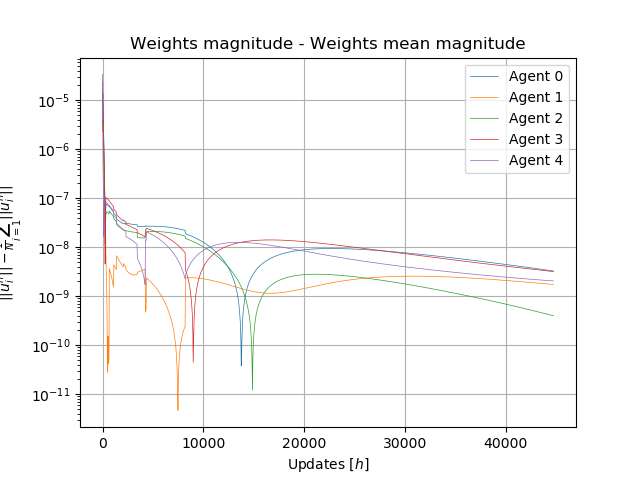 Weights magnitude - Weights mean magnitude
Agent 0
Agent 1
Agent 2
Agent 3
Agent 4
10⁻⁵
10⁻⁶
10⁻⁷
10⁻⁸
10⁻⁹
10⁻¹⁰
10⁻¹¹
0
10000
20000
30000
40000
Updates [h]